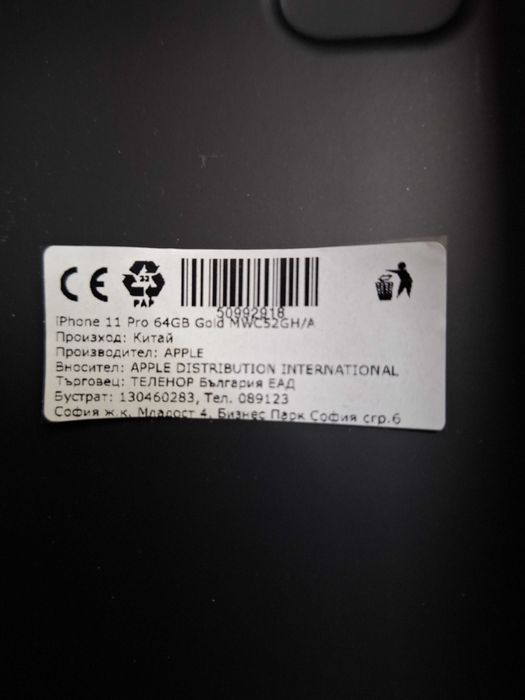 CE
22
PAP
50992918
iPhone 11 Pro 64GB Gold MWC52GH/A
Произход: Китай
Производител: APPLE
Вносител: APPLE DISTRIBUTION INTERNATIONAL
Търговец: ТЕЛЕНОР България ЕАД
Бустрат: 130460283, Тел. 089123
София ж.к. Младост 4, Бизнес Парк София сгр.6